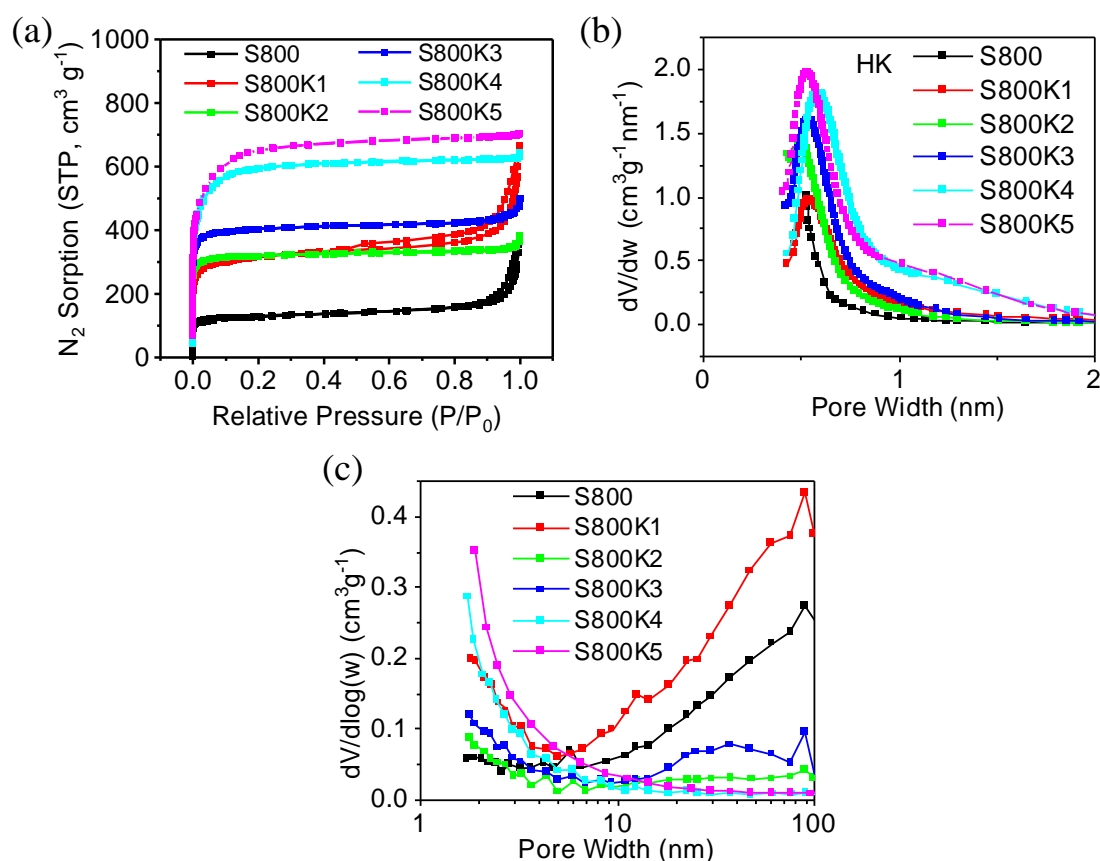 (a)
N₂ Sorption (STP, cm³ g⁻¹)
1000
800
600
400
200
0
S800
S800K1
S800K2
S800K3
S800K4
S800K5
0.0 0.2 0.4 0.6 0.8 1.0
Relative Pressure (P/P₀)
(b)
dV/dw (cm³g⁻¹nm⁻¹)
2.0
1.5
1.0
0.5
0.0
HK
S800
S800K1
S800K2
S800K3
S800K4
S800K5
0 1 2
Pore Width (nm)
(c)
dV/dlog(w) (cm³g⁻¹)
0.4
0.3
0.2
0.1
0.0
S800
S800K1
S800K2
S800K3
S800K4
S800K5
1 10 100
Pore Width (nm)